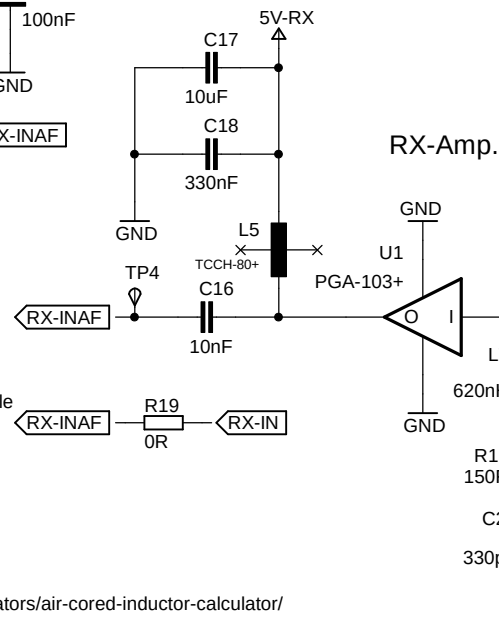 5V-RX
100nF
C17
GND
10uF
X-INAF
C18
RX-Amp.
330nF
GND
GND
L5
U1
TCCH-80+
PGA-103+
TP4
C16
RX-INAF
O
I
10nF
L
620n
le
R19
RX-INAF
RX-IN
0R
GND
R1
150
C2
330p
ators/air-cored-inductor-calculator/